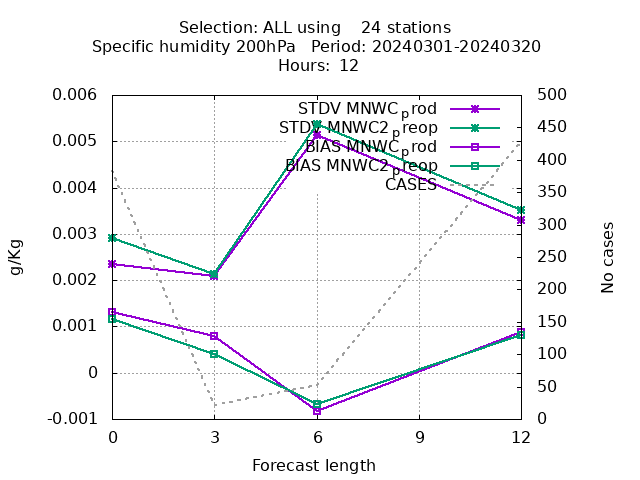 Selection: ALL using    24 stations
Specific humidity 200hPa   Period: 20240301-20240320
Hours:  12
0.006
0.005
0.004
0.003
0.002
0.001
0
-0.001
g/Kg
STDV MNWC_prod
STDV MNWC2_preop
BIAS MNWC_prod
BIAS MNWC2_preop
CASES
500
450
400
350
300
250
200
150
100
50
0
No cases
0 3 6 9 12
Forecast length